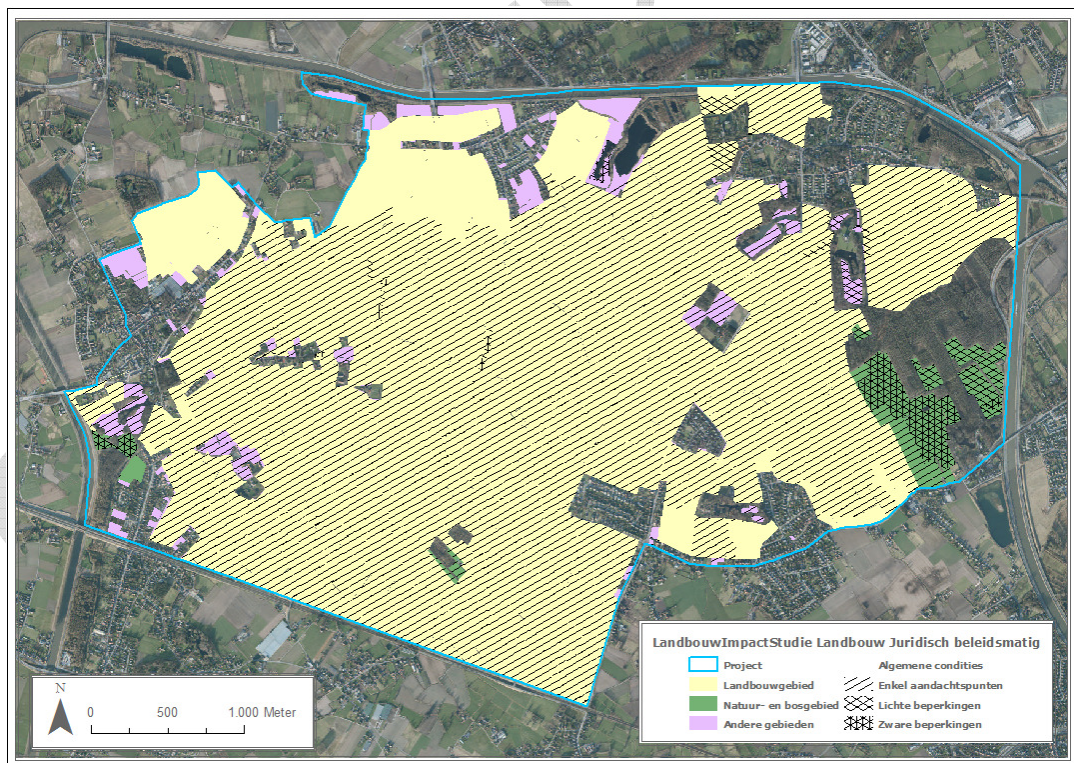 LandbouwImpactStudie Landbouw Juridisch beleidsmatig
Project
Landbouwgebied
Natuur- en bosgebied
Andere gebieden
Algemene condities
Enkel aandachtspunten
Lichte beperkingen
Zware beperkingen
N
0 500 1.000 Meter